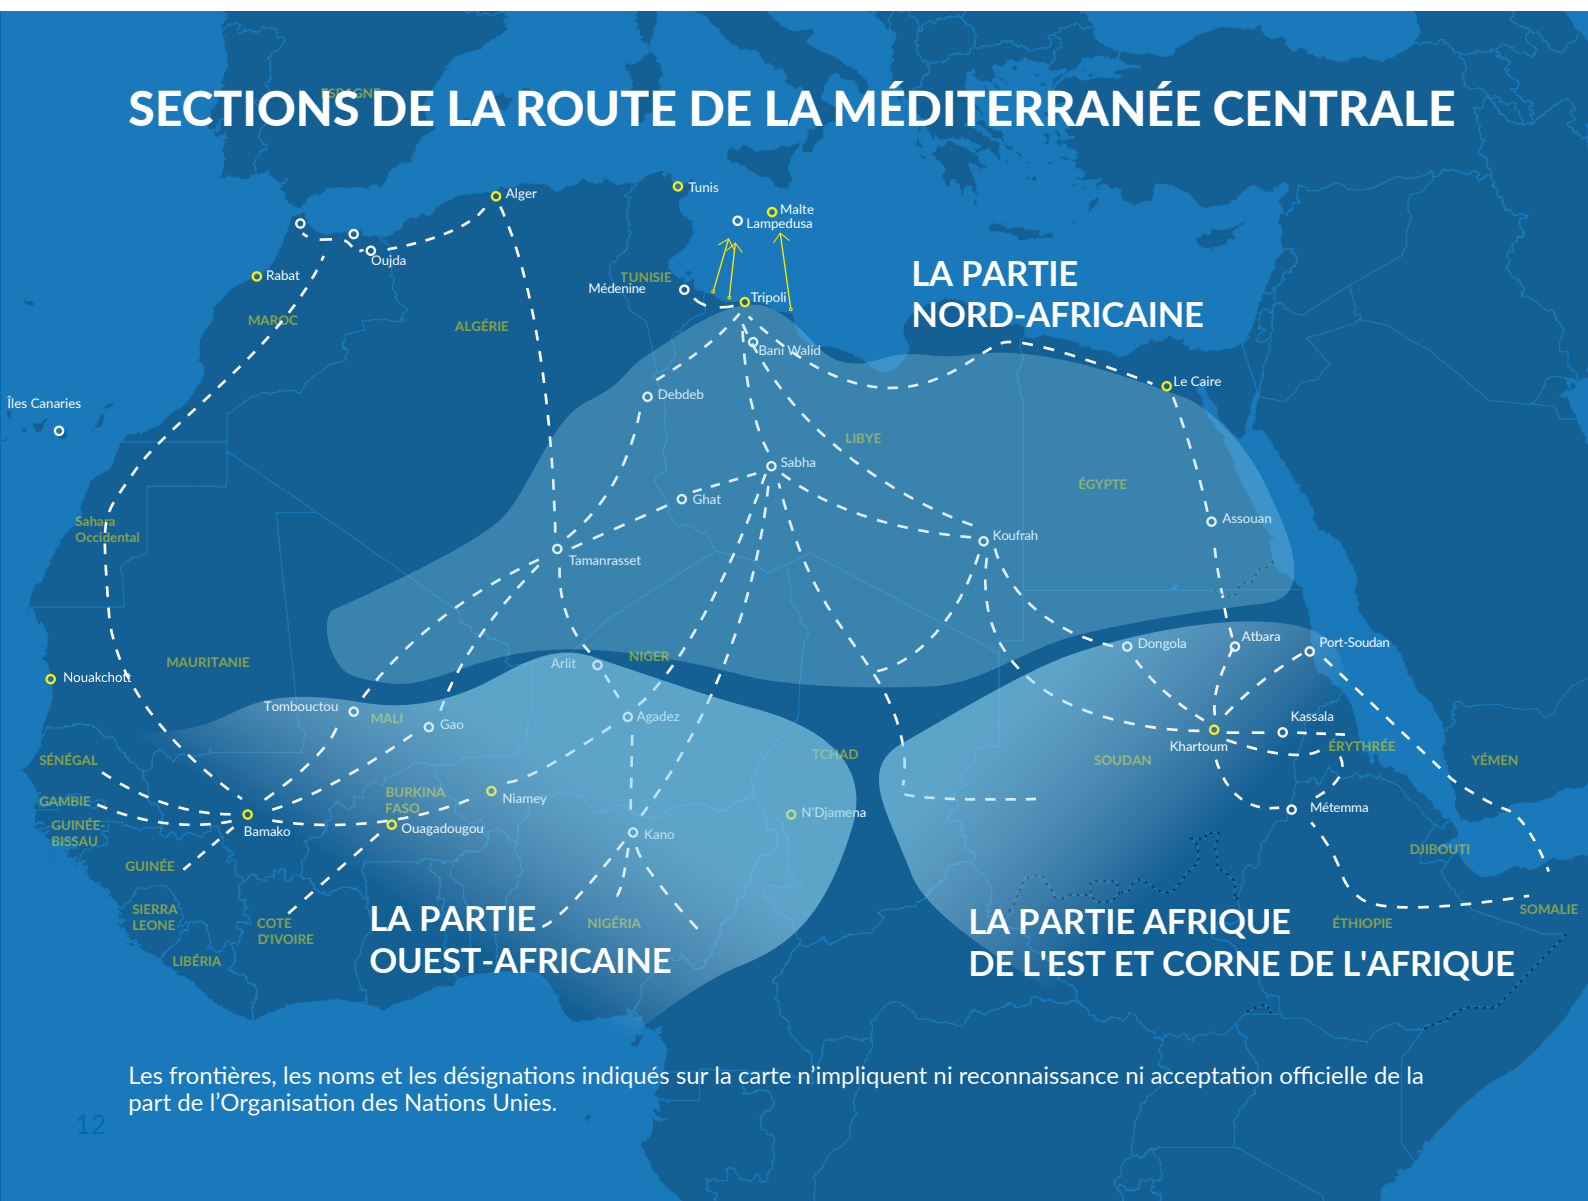 ESPAGNE
SECTIONS DE LA ROUTE DE LA MÉDITERRANÉE CENTRALE
Alger
Tunis
Malte
Lampedusa
Oujda
Rabat
TUNISIE
Médenine
Tripoli
LA PARTIE
NORD-AFRICAINE
MAROC
ALGÉRIE
Bani Walid
Le Caire
Debdeb
Îles Canaries
LIBYE
Sabha
ÉGYPTE
Ghat
Assouan
Sahara
Occidental
Koufrah
Tamanrasset
Atbara
Port-Soudan
Dongola
MAURITANIE
Arlit
NIGER
Nouakchott
Tombouctou
MALI
Gao
Agadez
Kassala
Khartoum
ÉRYTHRÉE
TCHAD
SOUDAN
YÉMEN
SÉNÉGAL
GAMBIE
BURKINA
FASO
Niamey
N'Djamena
Métemma
GUINÉE-
BISSAU
Bamako
Ouagadougou
Kano
DJIBOUTI
GUINÉE
SIERRA
LEONE
COTE
D'IVOIRE
LA PARTIE
OUEST-AFRICAINE
NIGÉRIA
LA PARTIE AFRIQUE
DE L'EST ET CORNE DE L'AFRIQUE
ÉTHIOPIE
SOMALIE
LIBÉRIA
Les frontières, les noms et les désignations indiqués sur la carte n’impliquent ni reconnaissance ni acceptation officielle de la
part de l’Organisation des Nations Unies.
12